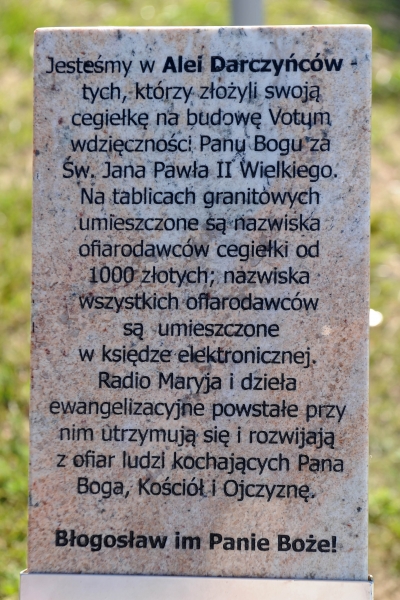 Jesteśmy w Alei Darczyńców -
tych, którzy złożyli swoją
cegiełkę na budowę Votum
wdzięczności Panu Bogu za
Św. Jana Pawła II Wielkiego.
Na tablicach granitowych
umieszczone są nazwiska
ofiarodawców cegiełki od
1000 złotych; nazwiska
wszystkich ofiarodawców
są umieszczone
w księdze elektronicznej.
Radio Maryja i dzieła
ewangelizacyjne powstałe przy
nim utrzymują się i rozwijają
z ofiar ludzi kochających Pana
Boga, Kościół i Ojczyznę.
Błogosław im Panie Boże!